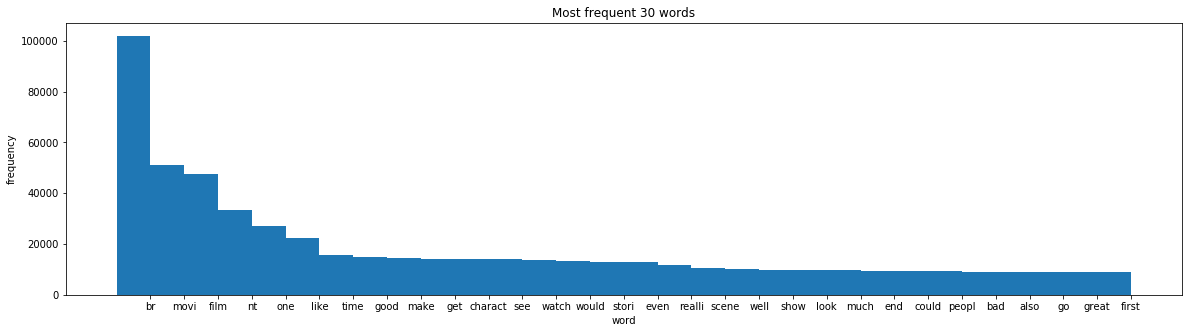 Most frequent 30 words
100000
80000
60000
40000
20000
0
frequency
br movi film nt one like time good make get charact see watch would stori even realli scene well show look much end could peopl bad also go great first
word